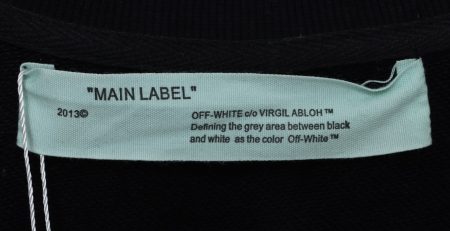 "MAIN LABEL"
2013©
OFF-WHITE c/o VIRGIL ABLOH™
Defining the grey area between black
and white as the color Off-White™